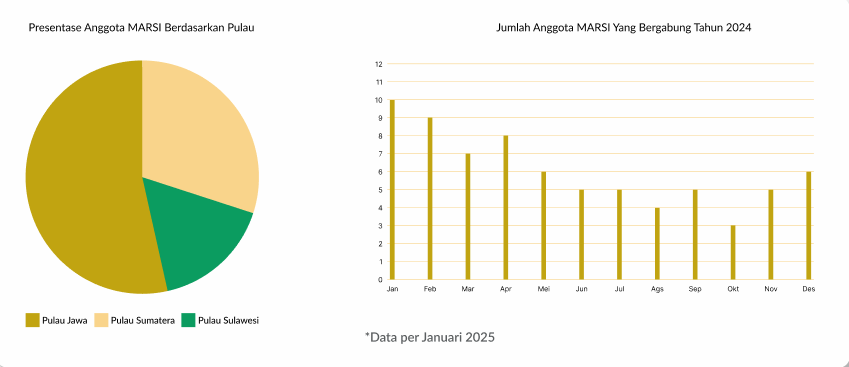 Presentase Anggota MARSI Berdasarkan Pulau
Pulau Jawa Pulau Sumatera Pulau Sulawesi
Jumlah Anggota MARSI Yang Bergabung Tahun 2024
12
11
10
9
8
7
6
5
4
3
2
1
0
Jan Feb Mar Apr Mei Jun Jul Ags Sep Okt Nov Des
*Data per Januari 2025